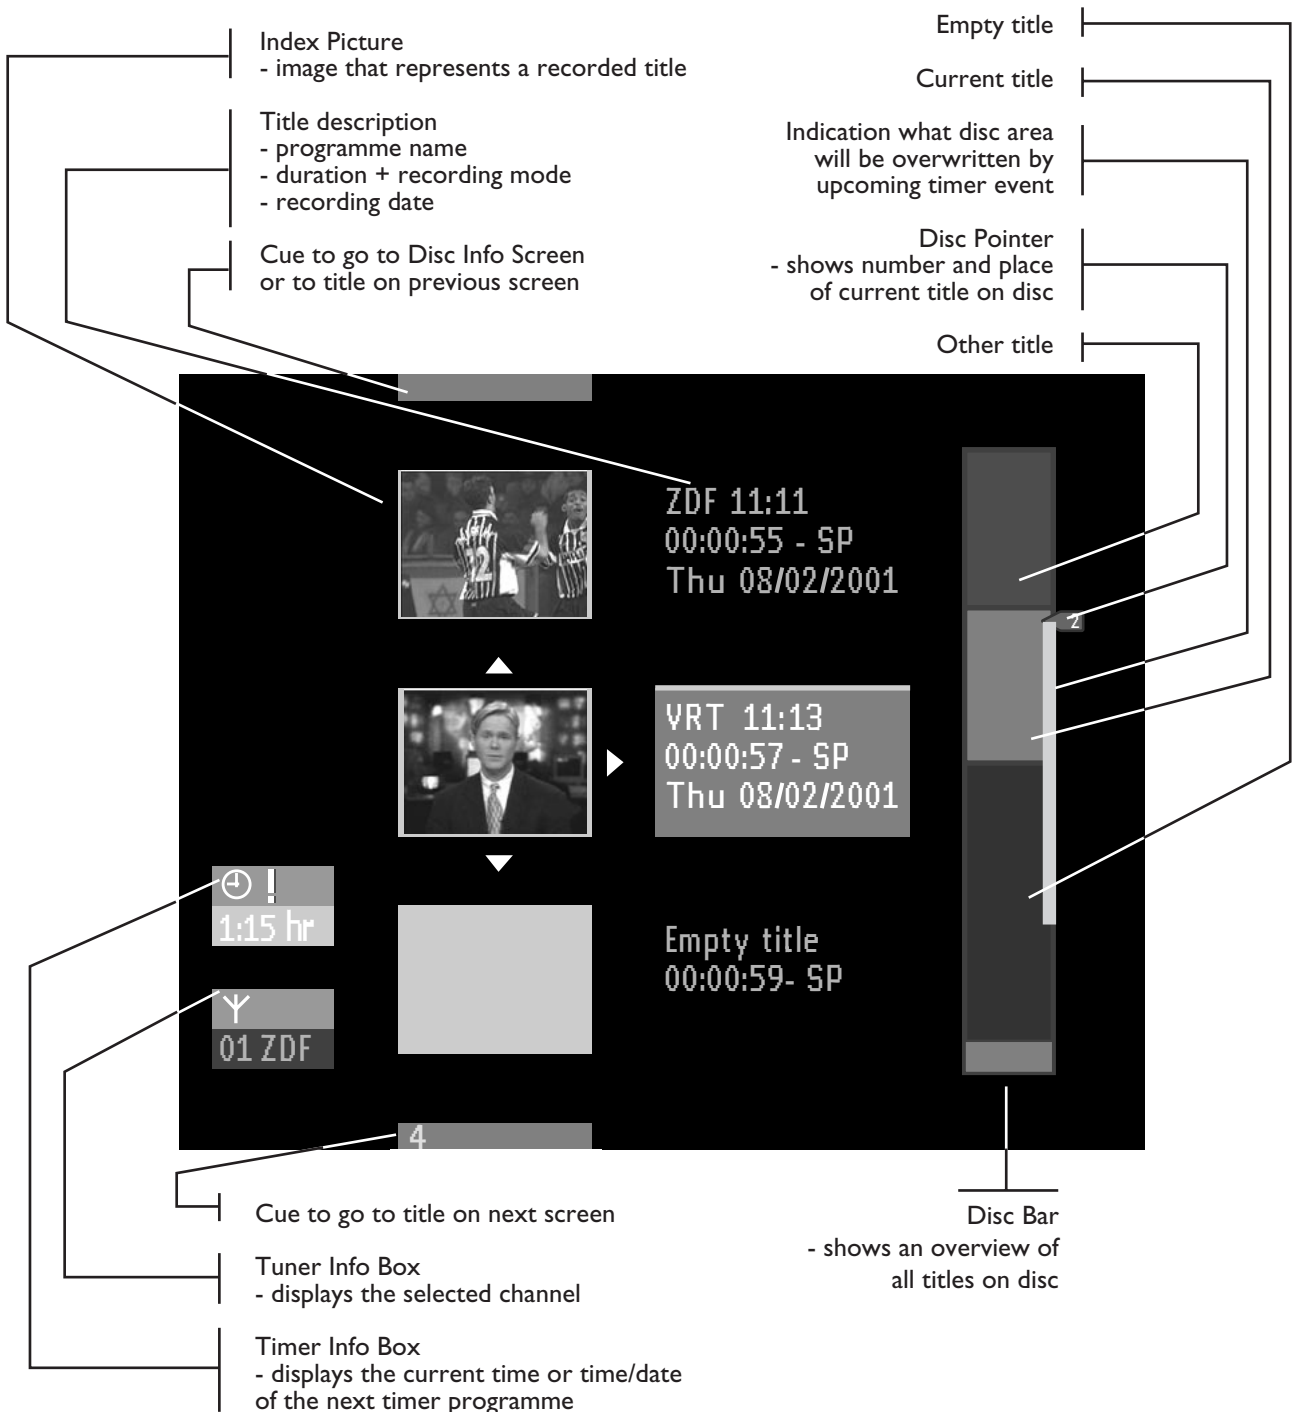 Index Picture
- image that represents a recorded title
Title description
- programme name
- duration + recording mode
- recording date
Cue to go to Disc Info Screen
or to title on previous screen
Empty title
Current title
Indication what disc area
will be overwritten by
upcoming timer event
Disc Pointer
- shows number and place
of current title on disc
Other title
12
ZDF 11:11
00:00:55 - SP
Thu 08/02/2001
2
VRT 11:13
00:00:57 - SP
Thu 08/02/2001
!
1:15 hr
01 ZDF
Empty title
00:00:59- SP
4
Cue to go to title on next screen
Tuner Info Box
- displays the selected channel
Timer Info Box
- displays the current time or time/date
of the next timer programme
Disc Bar
- shows an overview of
all titles on disc